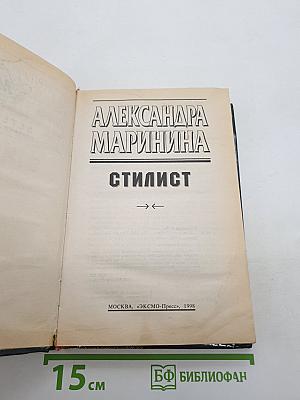 АЛЕКСАНДРА
МАРИНИНА
СТИЛИСТ
МОСКВА, «ЭКСМО-Пресс», 1998
15 см
БФ БИБЛИОФАН